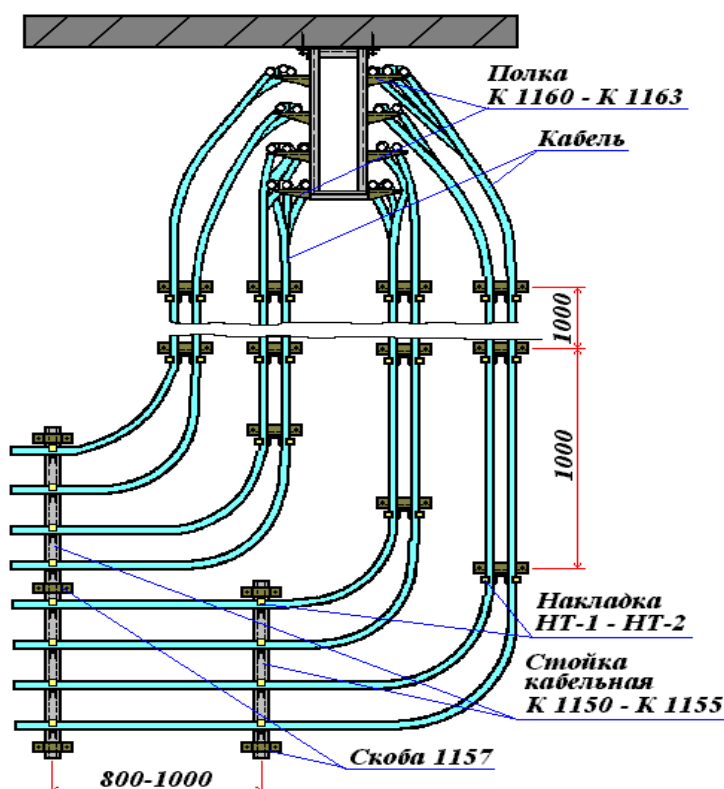 Полка
К 1160 - К 1163
Кабель
1000
1000
Накладка
НТ-1 - НТ-2
Стойка
кабельная
К 1150 - К 1155
Скоба 1157
800-1000